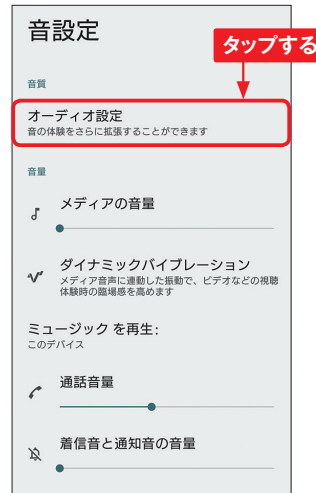 音設定
タップする
音質
オーディオ設定
音の体験をさらに拡張することができます
音量
メディアの音量
ダイナミックバイブレーション
メディア音声に連動した振動で、ビデオなどの視聴
体験時の臨場感を高めます
ミュージック を再生:
このデバイス
通話音量
着信音と通知音の音量